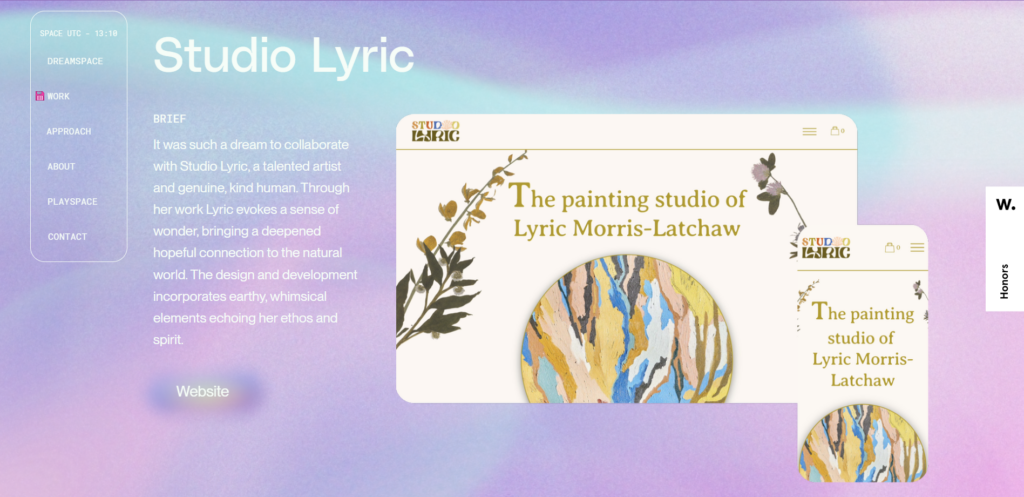 SPACE UTC - 13:10
DREAMSPACE
WORK
APPROACH
ABOUT
PLAYSPACE
CONTACT
Studio Lyric
BRIEF
It was such a dream to collaborate
with Studio Lyric, a talented artist
and genuine, kind human. Through
her work Lyric evokes a sense of
wonder, bringing a deepened
hopeful connection to the natural
world. The design and development
incorporates earthy, whimsical
elements echoing her ethos and
spirit.
Website
STUDIO
LYRIC
0
The painting studio of
Lyric Morris-Latchaw
STUDIO
LYRIC
0
The painting
studio of
Lyric Morris-
Latchaw
W.
Honors